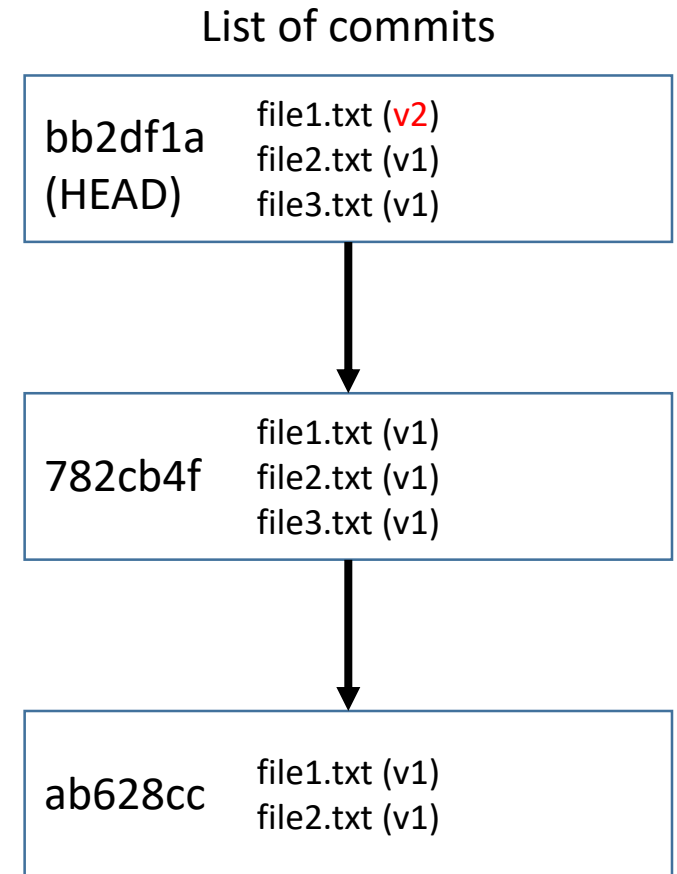 List of commits
bb2df1a
(HEAD)
file1.txt (v2)
file2.txt (v1)
file3.txt (v1)
782cb4f
file1.txt (v1)
file2.txt (v1)
file3.txt (v1)
ab628cc
file1.txt (v1)
file2.txt (v1)